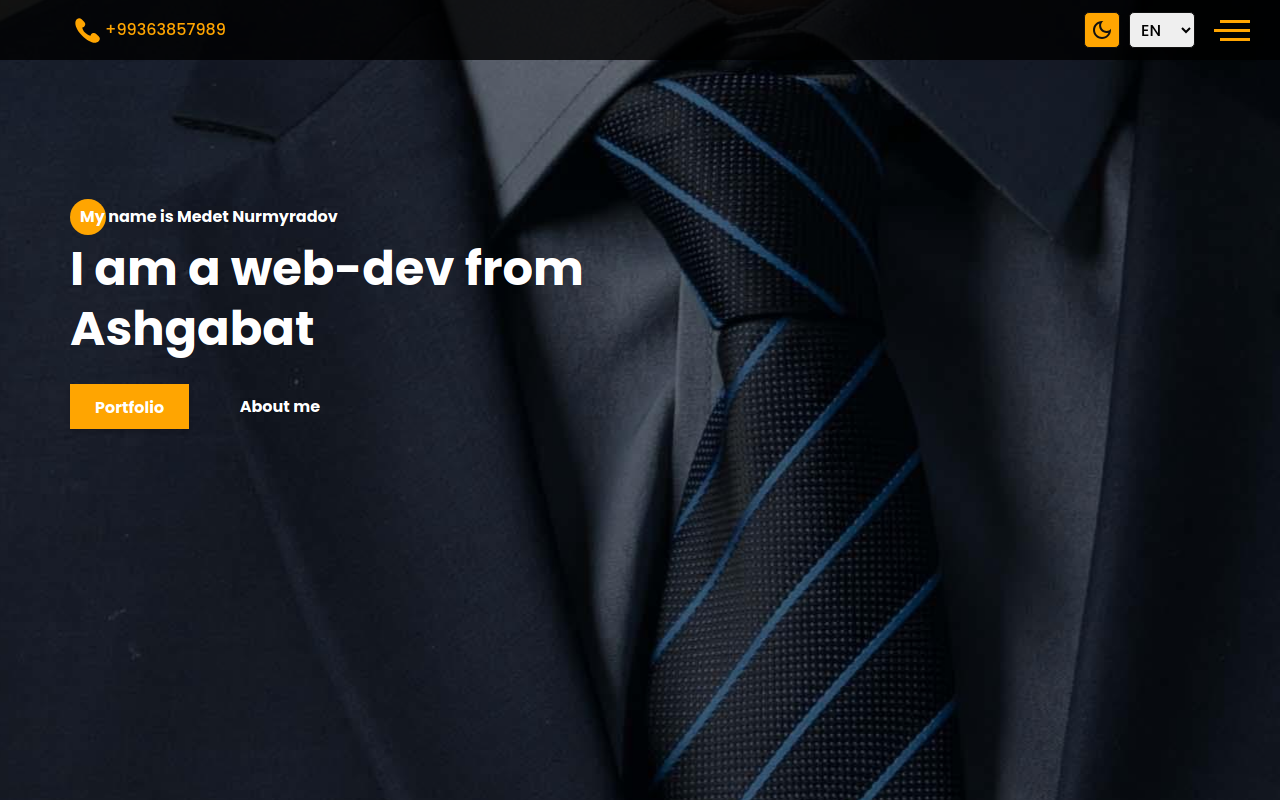 +99363857989
EN
My name is Medet Nurmyradov
I am a web-dev from
Ashgabat
Portfolio
About me